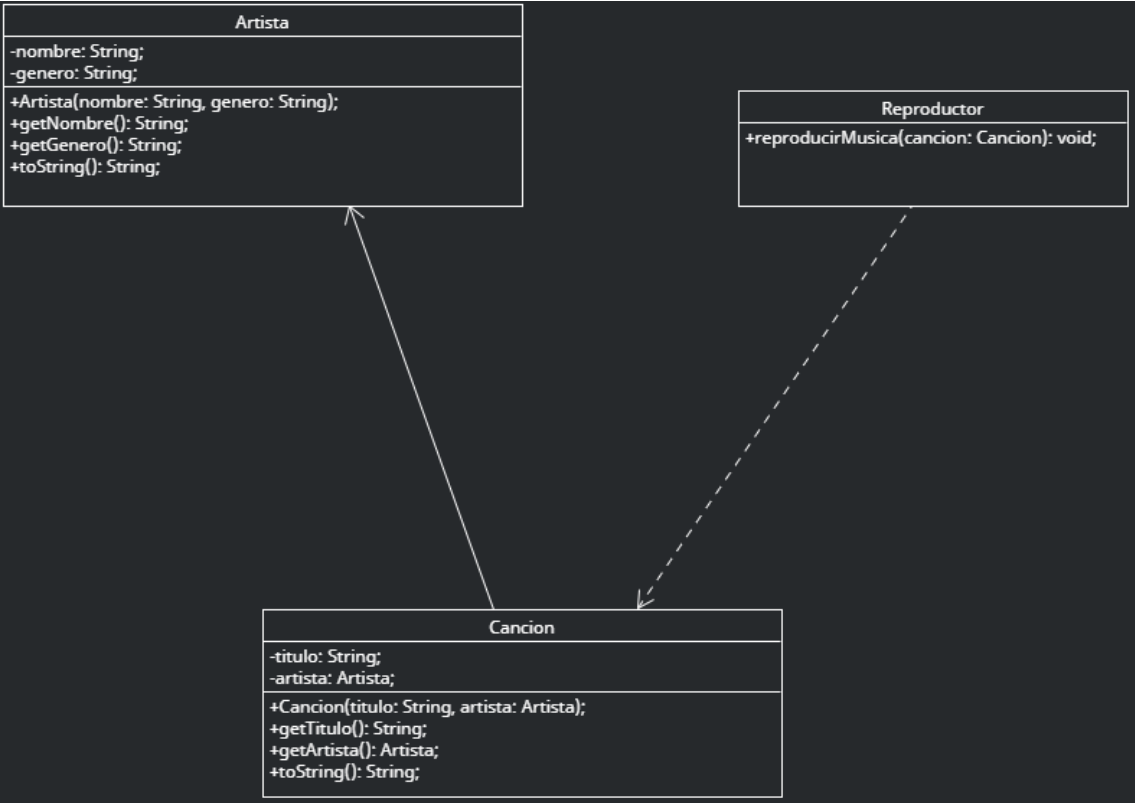 Artista
-nombre: String;
-genero: String;
+Artista(nombre: String, genero: String);
+getNombre(): String;
+getGenero(): String;
+toString(): String;
Reproductor
+reproducirMusica(cancion: Cancion): void;
Cancion
-titulo: String;
-artista: Artista;
+Cancion(titulo: String, artista: Artista);
+getTitulo(): String;
+getArtista(): Artista;
+toString(): String;